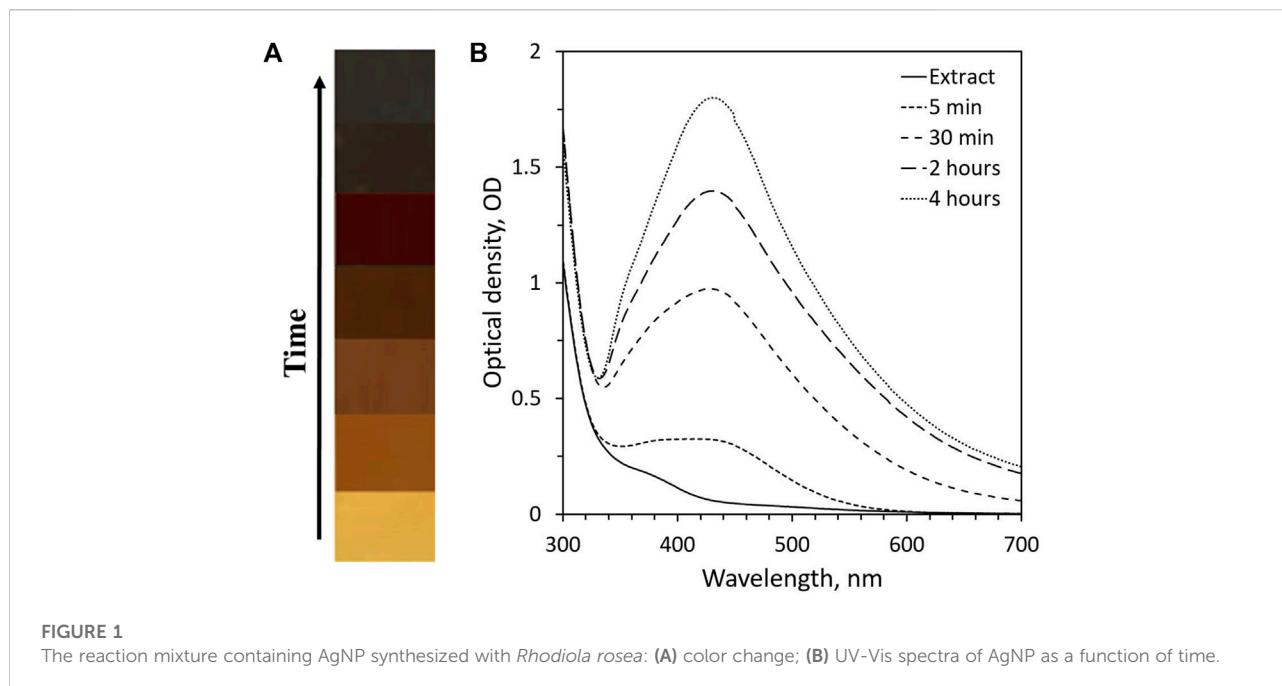 A
Time
B
Optical density, OD
2
1.5
1
0.5
0
300
400
500
600
700
Wavelength, nm
Extract
5 min
30 min
2 hours
4 hours
FIGURE 1
The reaction mixture containing AgNP synthesized with Rhodiola rosea: (A) color change; (B) UV-Vis spectra of AgNP as a function of time.